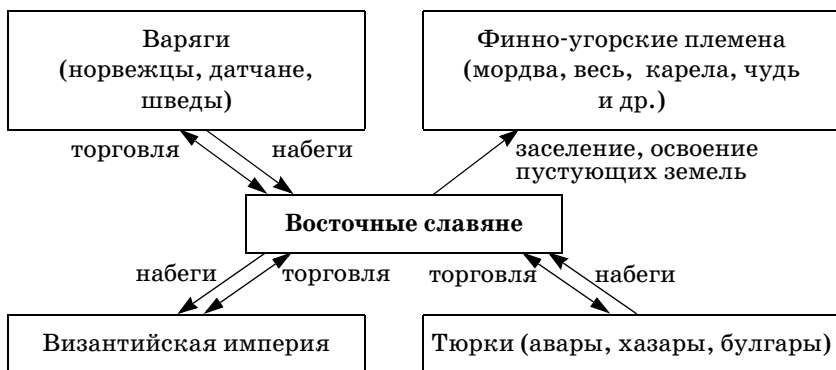 Варяги
(норвежцы, датчане,
шведы)
Финно-угорские племена
(мордва, весь, карела, чудь
и др.)
торговля
набеги
заселение, освоение
пустующих земель
Восточные славяне
набеги
торговля
торговля
набеги
Византийская империя
Тюрки (авары, хазары, булгары)